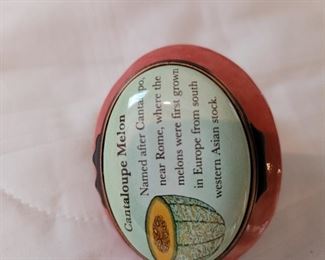 Cantaloupe Melon
Named after Cantalupo,
near Rome, where the
melons were first grown
in Europe from south
western Asian stock.